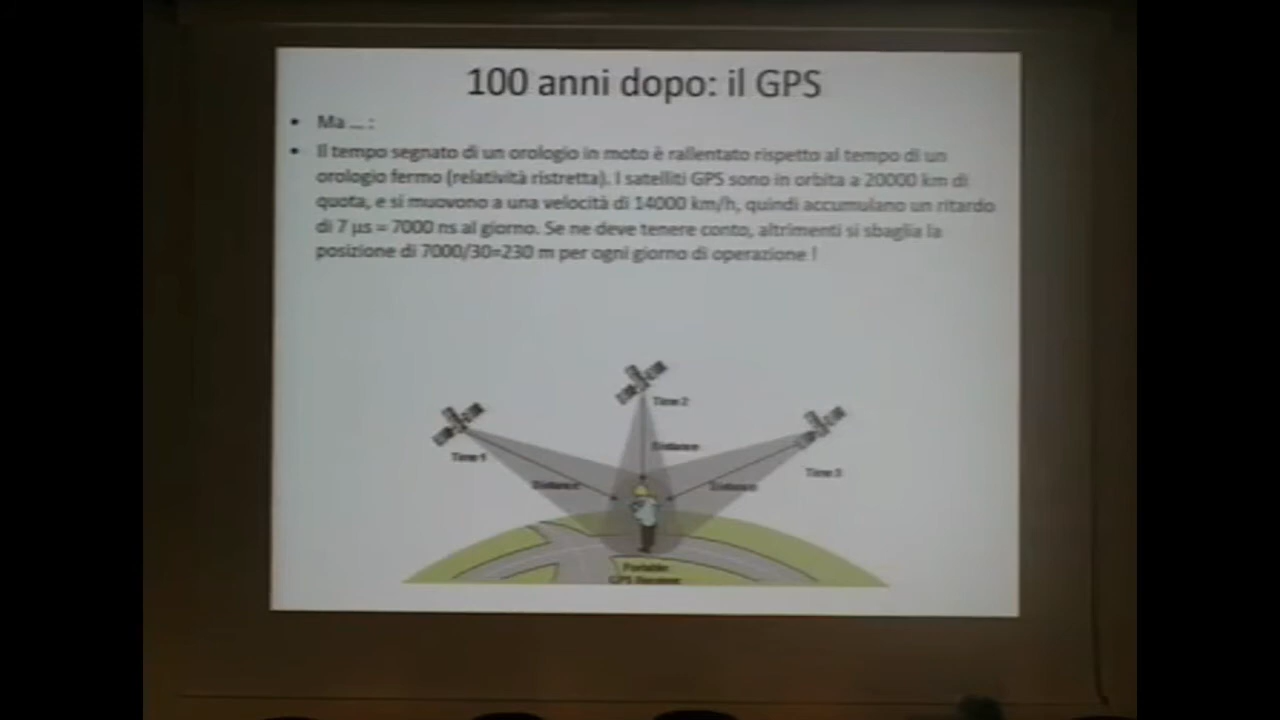 100 anni dopo: il GPS
• Ma ... :
• Il tempo segnato di un orologio in moto è rallentato rispetto al tempo di un
orologio fermo (relatività ristretta). I satelliti GPS sono in orbita a 20000 km di
quota, e si muovono a una velocità di 14000 km/h, quindi accumulano un ritardo
di 7 µs = 7000 ns al giorno. Se ne deve tenere conto, altrimenti si sbaglia la
posizione di 7000/30=230 m per ogni giorno di operazione !
Time 2
Distance
Time 1
Time 3
Distance
Distance
Portable
GPS Receiver